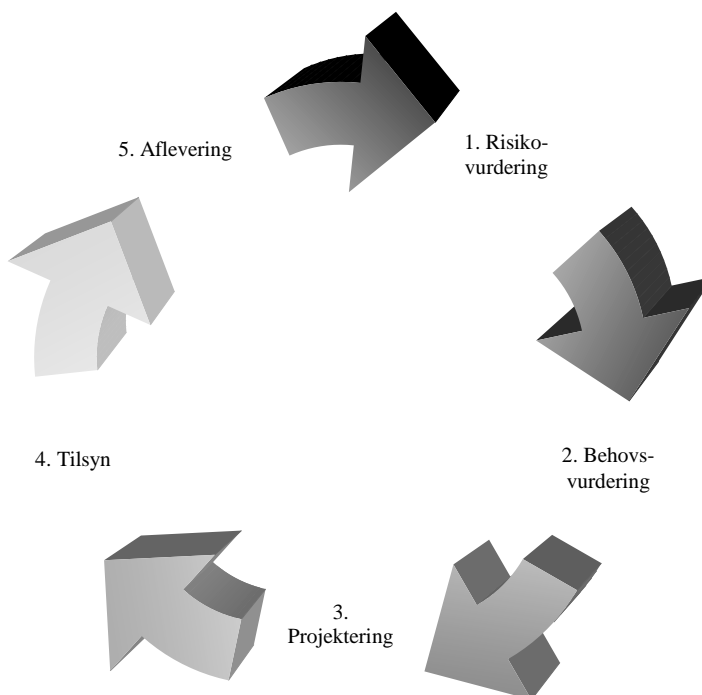 1. Risiko-
vurdering
2. Behovs-
vurdering
3.
Projektering
4. Tilsyn
5. Aflevering